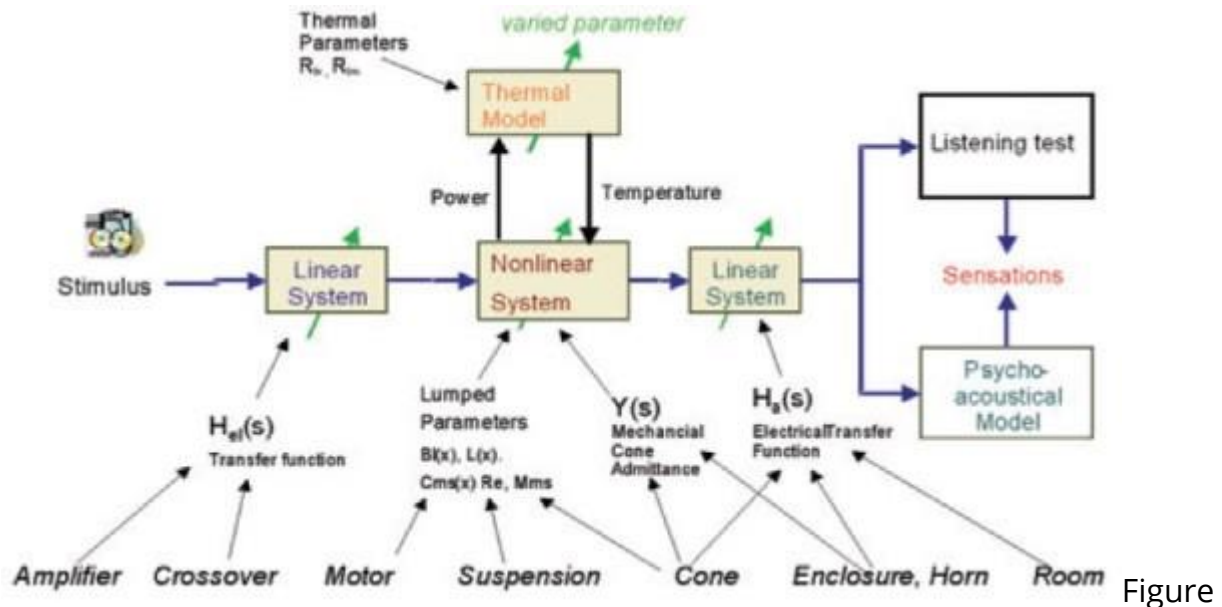 Thermal
Parameters
varied parameter
Thermal
Model
Power
Temperature
Listening test
Stimulus
Linear
System
Nonlinear
System
Linear
System
Sensations
Psycho-
acoustical
Model
Lumped
Parameters
Bl(x), L(x).
Cms(x) Re, Mms
Y(s)
Mechancial
Cone
Admittance
Ha(s)
ElectricalTransfer
Function
Hel(s)
Transfer function
Amplifier Crossover Motor Suspension Cone Enclosure, Horn Room
Figure